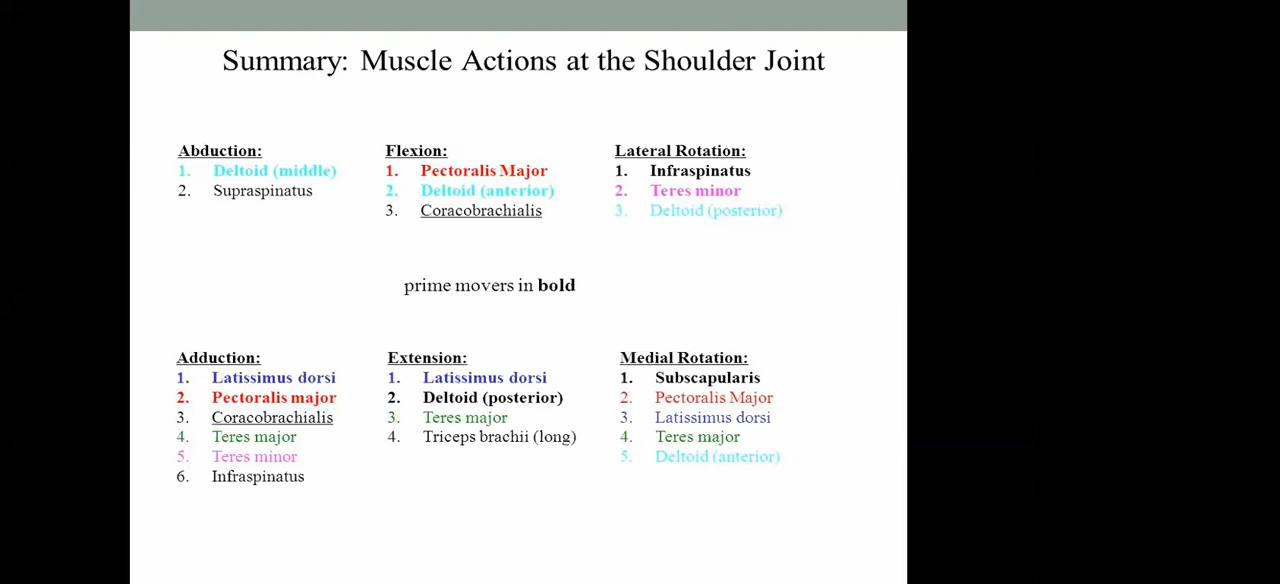 Summary: Muscle Actions at the Shoulder Joint
Abduction:
1. Deltoid (middle)
2. Supraspinatus
Flexion:
1. Pectoralis Major
2. Deltoid (anterior)
3. Coracobrachialis
Lateral Rotation:
1. Infraspinatus
2. Teres minor
3. Deltoid (posterior)
prime movers in bold
Adduction:
1. Latissimus dorsi
2. Pectoralis major
3. Coracobrachialis
4. Teres major
5. Teres minor
6. Infraspinatus
Extension:
1. Latissimus dorsi
2. Deltoid (posterior)
3. Teres major
4. Triceps brachii (long)
Medial Rotation:
1. Subscapularis
2. Pectoralis Major
3. Latissimus dorsi
4. Teres major
5. Deltoid (anterior)